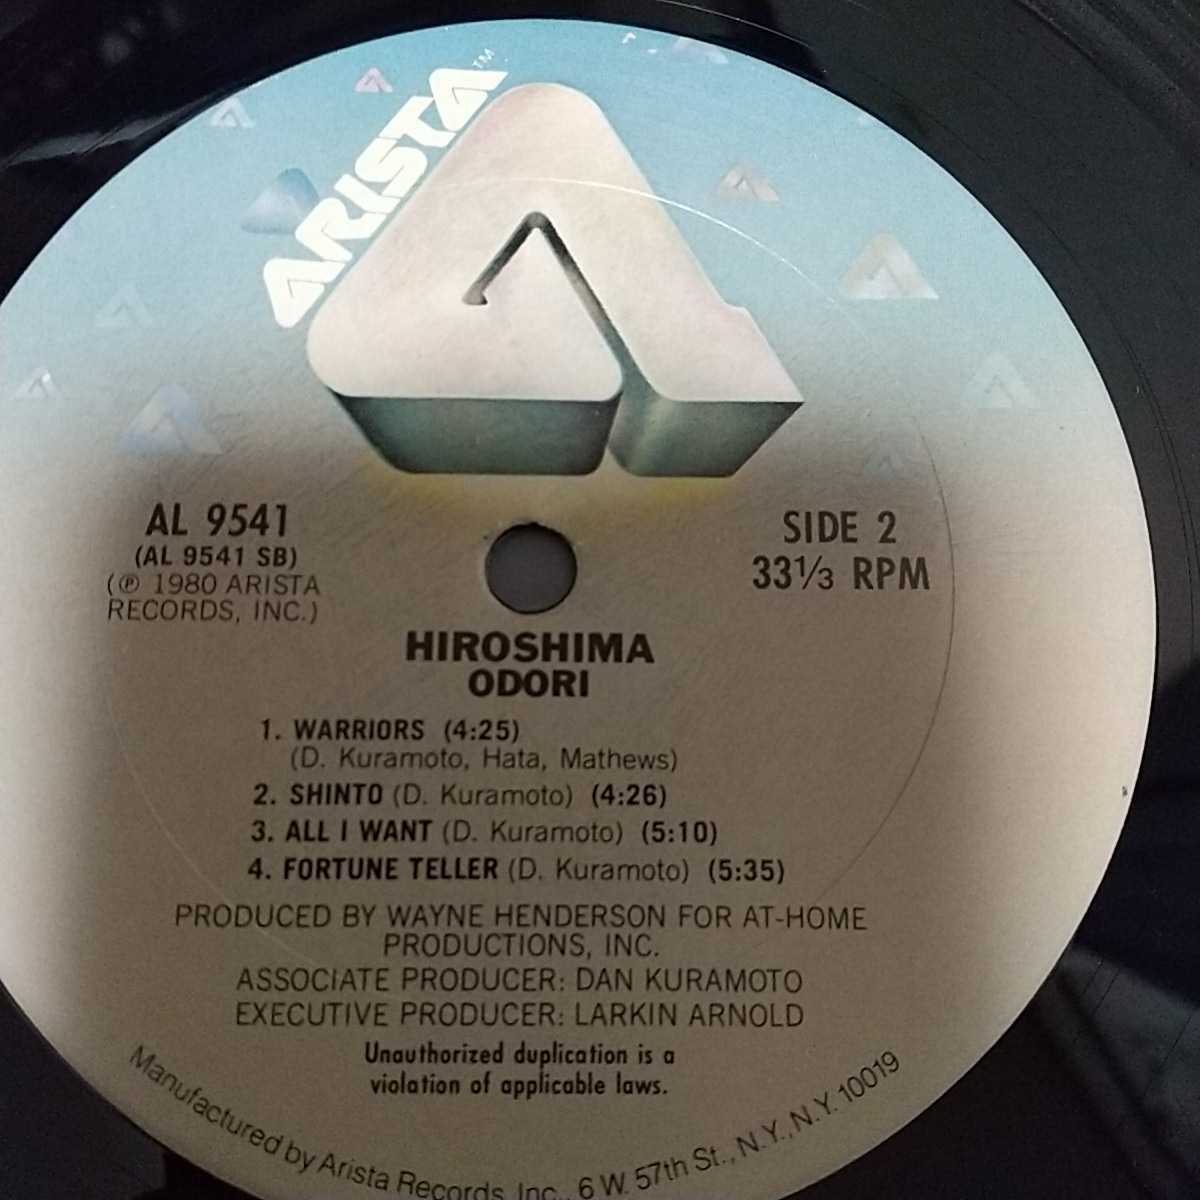 ARISTA™
AL 9541
(AL 9541 SB)
(℗ 1980 ARISTA
RECORDS, INC.)
SIDE 2
33 1/3 RPM
HIROSHIMA
ODORI
1. WARRIORS (4:25)
(D. Kuramoto, Hata, Mathews)
2. SHINTO (D. Kuramoto) (4:26)
3. ALL I WANT (D. Kuramoto) (5:10)
4. FORTUNE TELLER (D. Kuramoto) (5:35)
PRODUCED BY WAYNE HENDERSON FOR AT-HOME
PRODUCTIONS, INC.
ASSOCIATE PRODUCER: DAN KURAMOTO
EXECUTIVE PRODUCER: LARKIN ARNOLD
Unauthorized duplication is a
violation of applicable laws.
Manufactured by Arista Records Inc., 6 W. 57th St., N.Y., N.Y. 10019